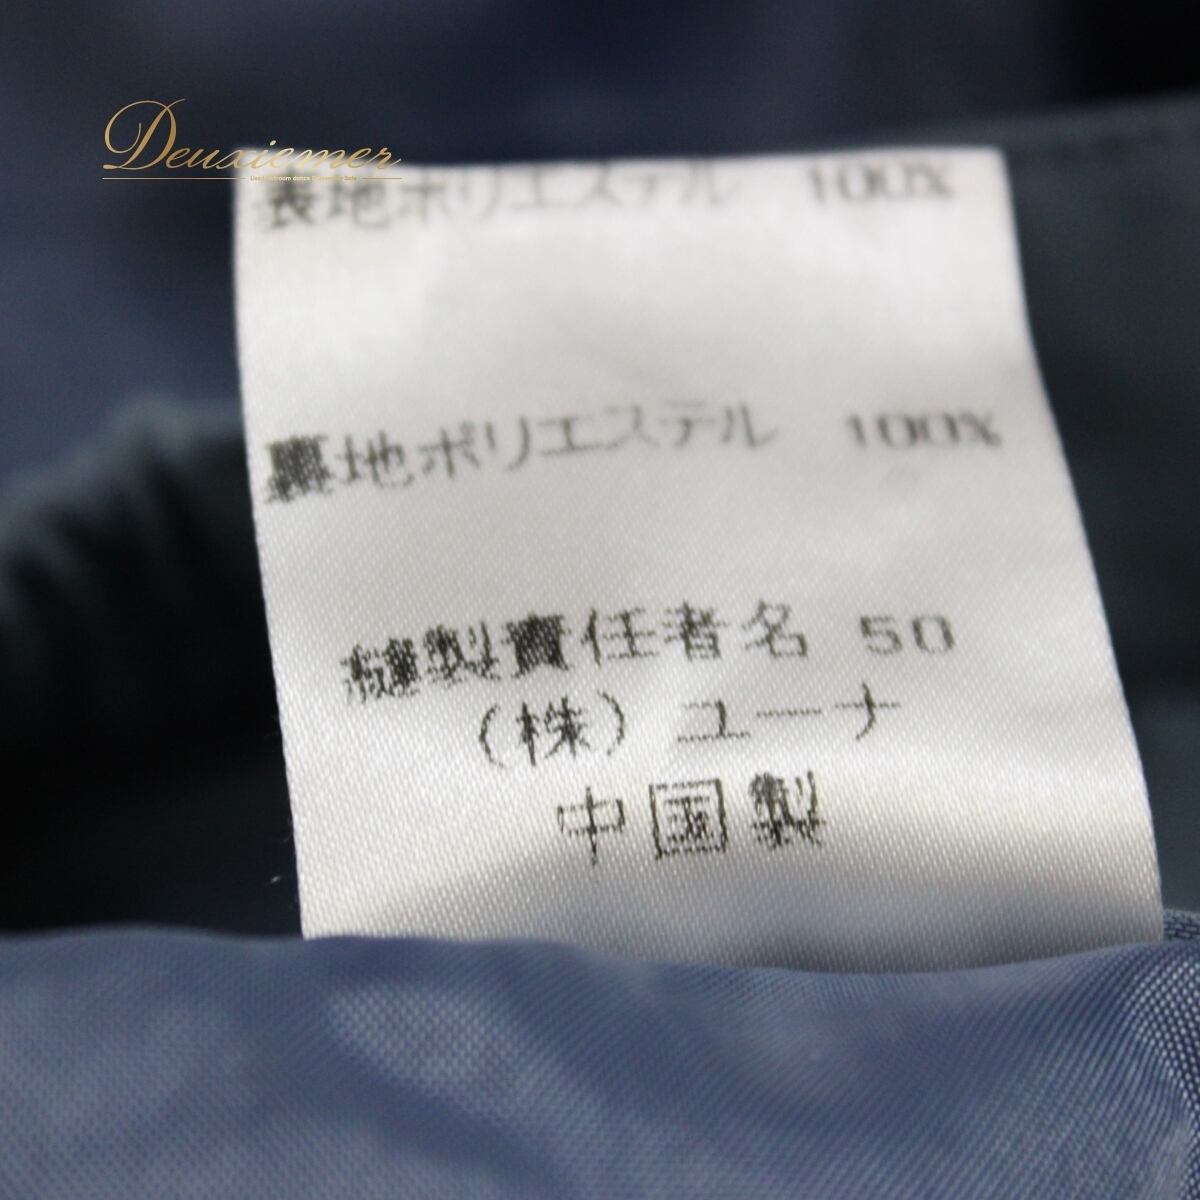 Deuxiemer
表地ポリエステル 100%
裏地ポリエステル 100%
縫製責任者名 50
(株) ユーナ
中国製